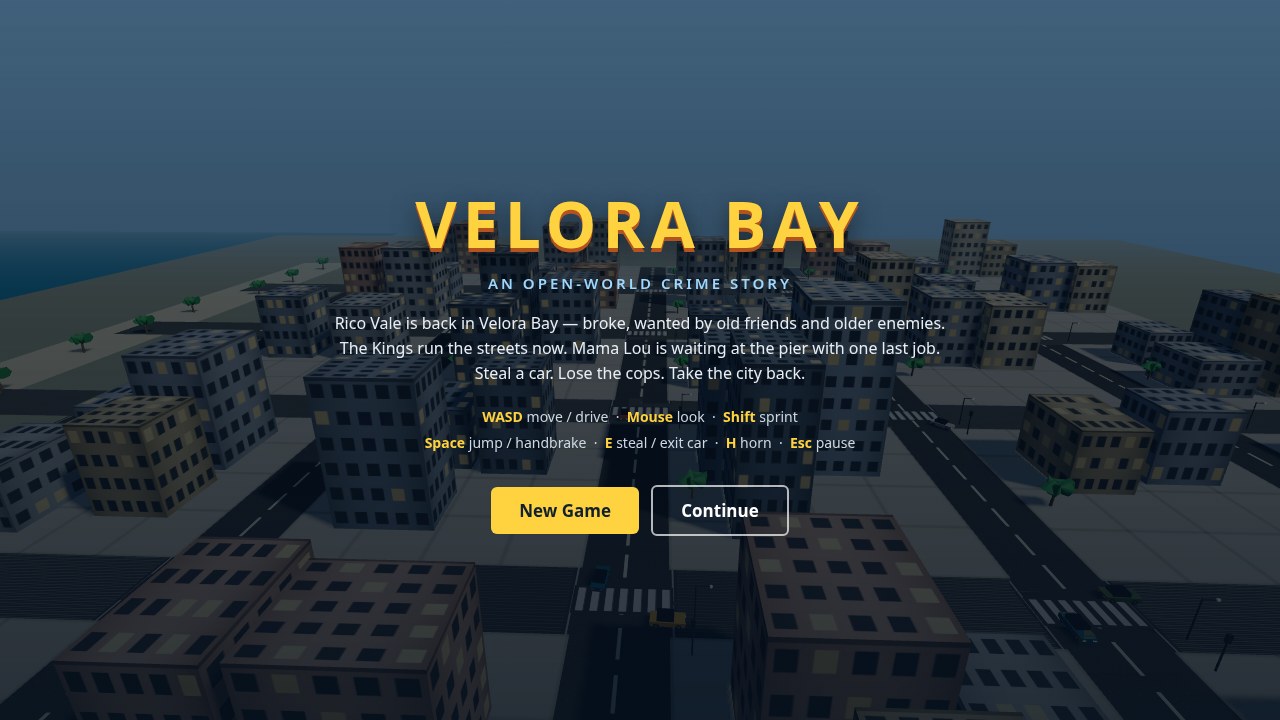 VELORA BAY
AN OPEN-WORLD CRIME STORY
Rico Vale is back in Velora Bay — broke, wanted by old friends and older enemies.
The Kings run the streets now. Mama Lou is waiting at the pier with one last job.
Steal a car. Lose the cops. Take the city back.
WASD move / drive · Mouse look · Shift sprint
Space jump / handbrake · E steal / exit car · H horn · Esc pause
New Game Continue